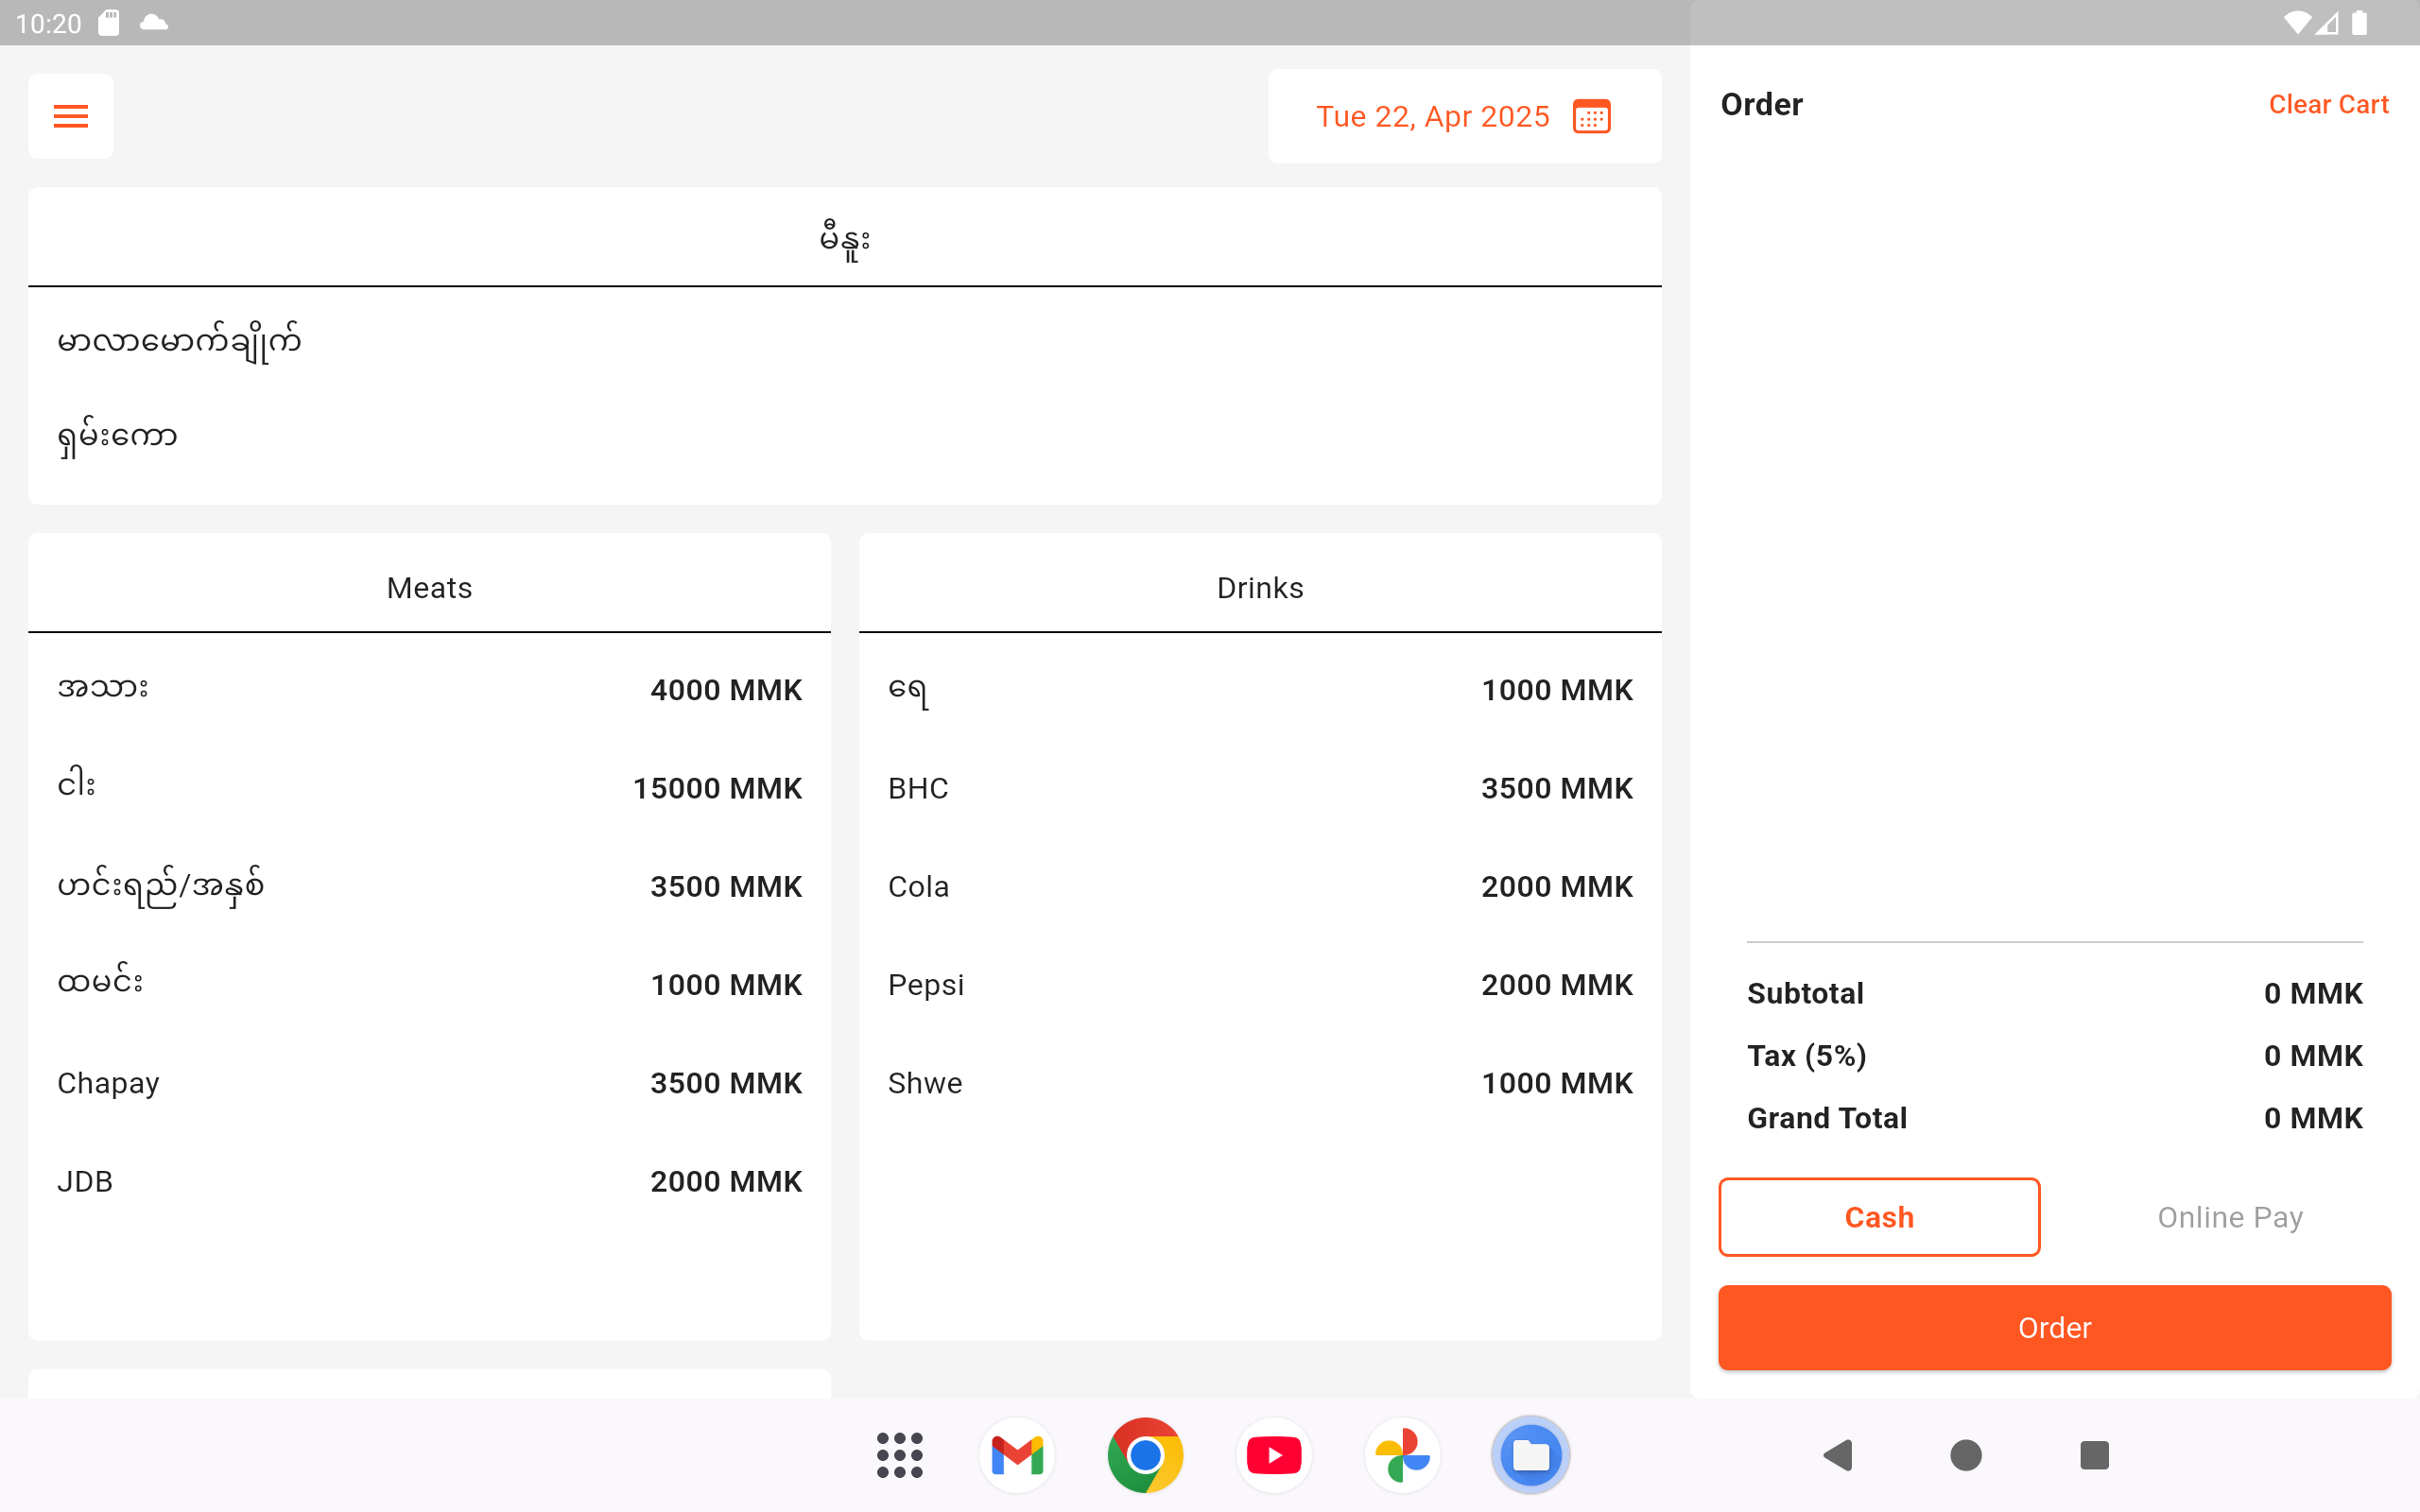 10:20
Tue 22, Apr 2025
မီနူး
မာလာမောက်ချိုက်
ရှမ်းကော
Meats
အသား 4000 MMK
ငါး 15000 MMK
ဟင်းရည်/အနှစ် 3500 MMK
ထမင်း 1000 MMK
Chapay 3500 MMK
JDB 2000 MMK
Drinks
ရေ 1000 MMK
BHC 3500 MMK
Cola 2000 MMK
Pepsi 2000 MMK
Shwe 1000 MMK
Order Clear Cart
Subtotal 0 MMK
Tax (5%) 0 MMK
Grand Total 0 MMK
Cash Online Pay
Order